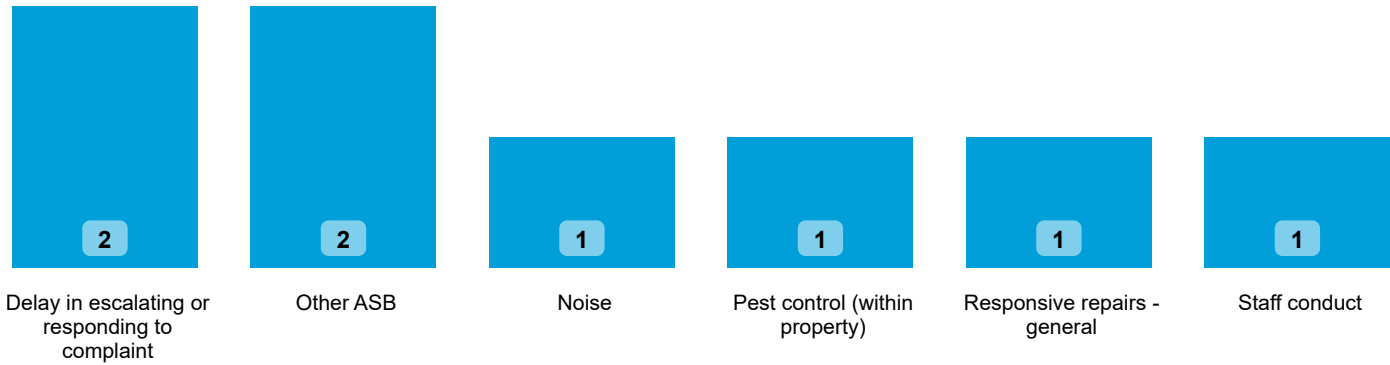 2
2
1
1
1
1
Delay in escalating or
responding to
complaint
Other ASB
Noise
Pest control (within
property)
Responsive repairs -
general
Staff conduct